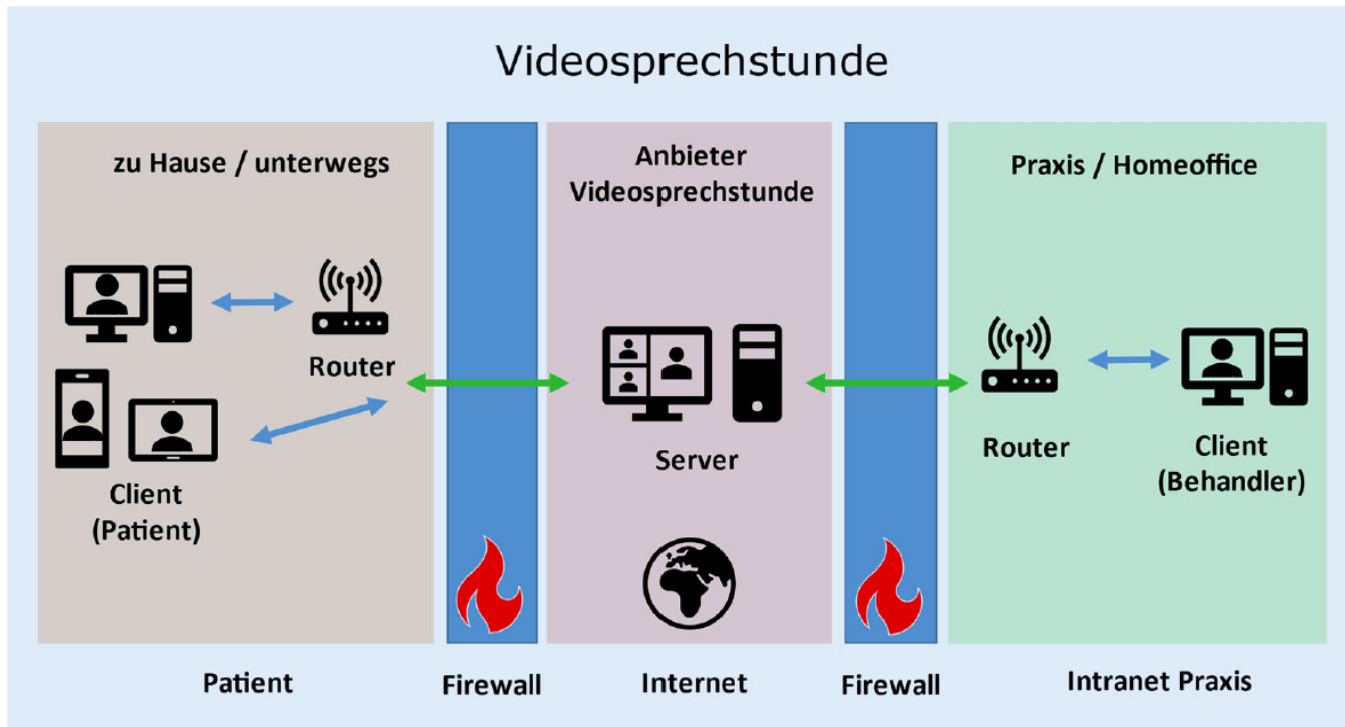 Videosprechstunde
zu Hause / unterwegs
Router
Client
(Patient)
Patient
Firewall
Anbieter
Videosprechstunde
Server
Internet
Firewall
Praxis / Homeoffice
Router
Client
(Behandler)
Intranet Praxis